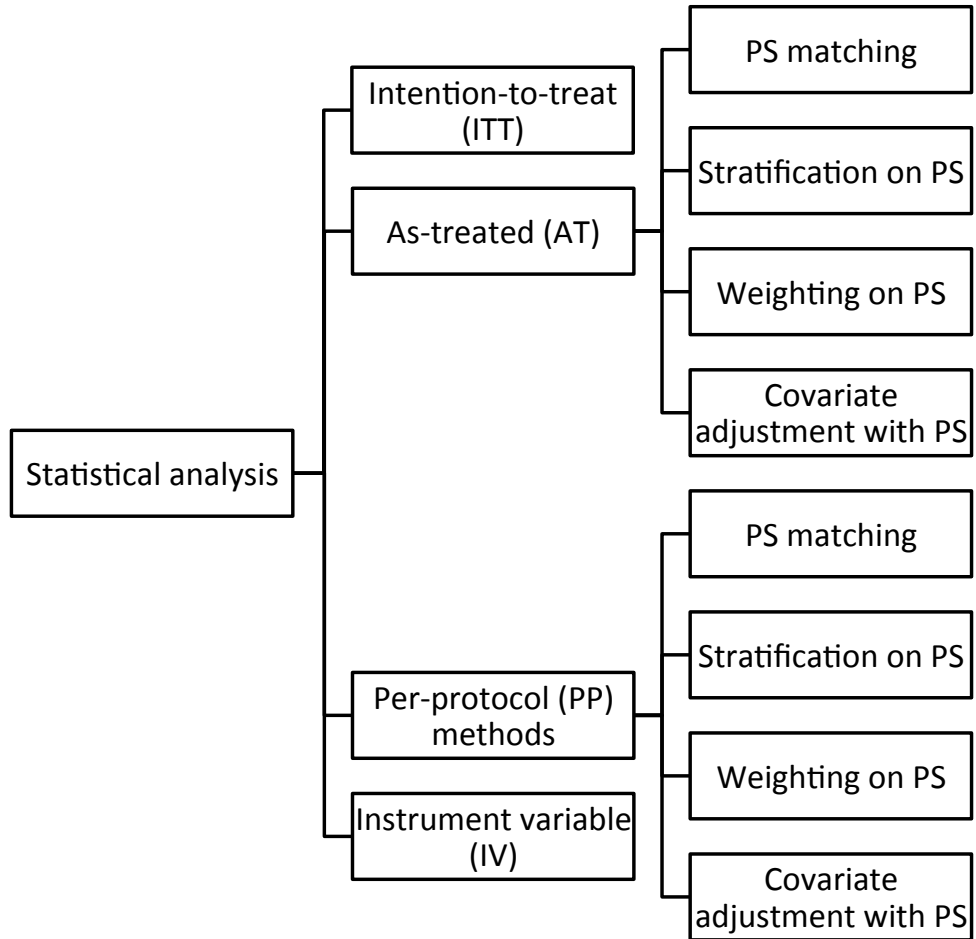 Statistical analysis
Intention-to-treat
(ITT)
As-treated (AT)
PS matching
Stratification on PS
Weighting on PS
Covariate
adjustment with PS
Per-protocol (PP)
methods
PS matching
Stratification on PS
Weighting on PS
Covariate
adjustment with PS
Instrument variable
(IV)